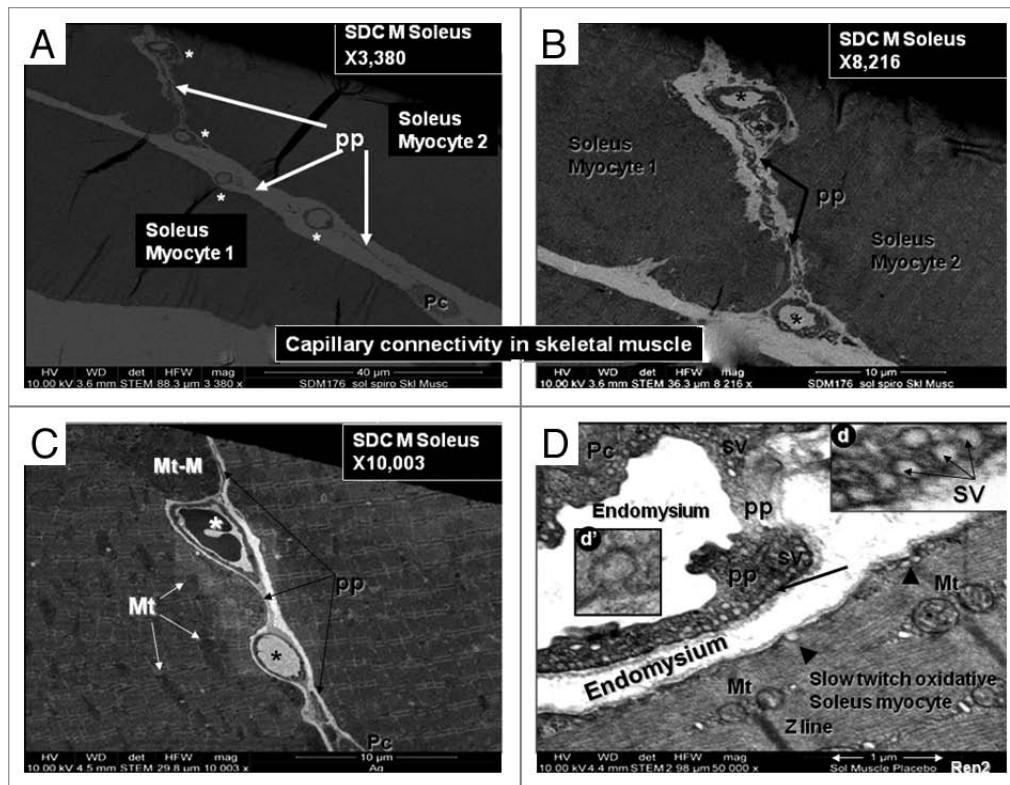 A
SDC M Soleus
X3,380
*
*
*
*
pp
Soleus
Myocyte 2
Soleus
Myocyte 1
Pc
HV WD det HFW mag
10.00 kV 3.6 mm STEM 88.3 µm 3 380 x
40 µm
SDM176 sol spiro Skl Musc
B
SDC M Soleus
X8,216
*
*
Soleus
Myocyte 1
pp
Soleus
Myocyte 2
HV WD det HFW mag
10.00 kV 3.6 mm STEM 36.3 µm 8 216 x
10 µm
SDM176 sol spiro Skl Musc
Capillary connectivity in skeletal muscle
C
SDC M Soleus
X10,003
Mt-M
*
*
pp
Mt
Pc
HV WD det HFW mag
10.00 kV 4.5 mm STEM 29.8 µm 10 003 x
10 µm
D
Pc
SV
d
SV
Endomysium
pp
d'
SV
pp
Mt
Endomysium
Slow twitch oxidative
Soleus myocyte
Mt
Z line
HV WD det HFW mag
10.00 kV 4.4 mm STEM 2.98 µm 50 000 x
1 µm
Sol Muscle Placebo
Ren2